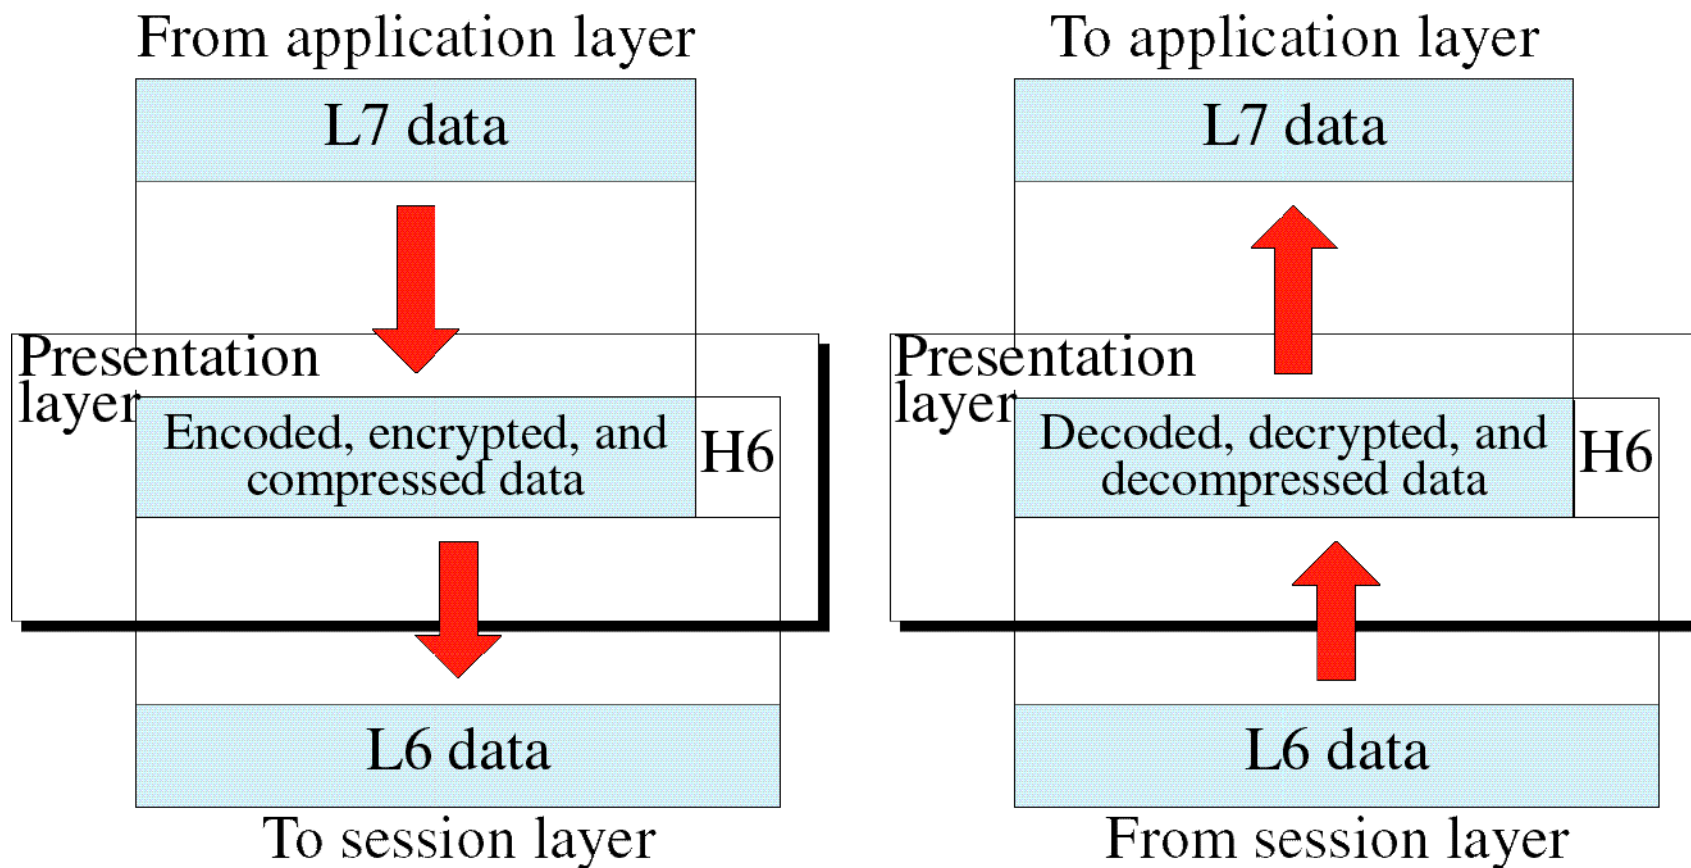 From application layer
L7 data
Presentation
layer
Encoded, encrypted, and
compressed data
H6
L6 data
To session layer
To application layer
L7 data
Presentation
layer
Decoded, decrypted, and
decompressed data
H6
L6 data
From session layer